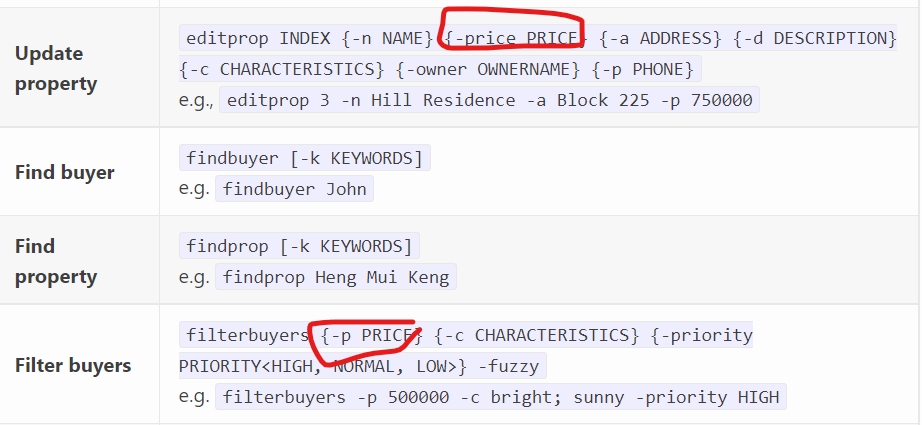 Update property
editprop INDEX {-n NAME} {-price PRICE} {-a ADDRESS} {-d DESCRIPTION}
{-c CHARACTERISTICS} {-owner OWNERNAME} {-p PHONE}
e.g., editprop 3 -n Hill Residence -a Block 225 -p 750000
Find buyer
findbuyer [-k KEYWORDS]
e.g. findbuyer John
Find property
findprop [-k KEYWORDS]
e.g. findprop Heng Mui Keng
Filter buyers
filterbuyers {-p PRICE} {-c CHARACTERISTICS} {-priority
PRIORITY<HIGH, NORMAL, LOW>} -fuzzy
e.g. filterbuyers -p 500000 -c bright; sunny -priority HIGH